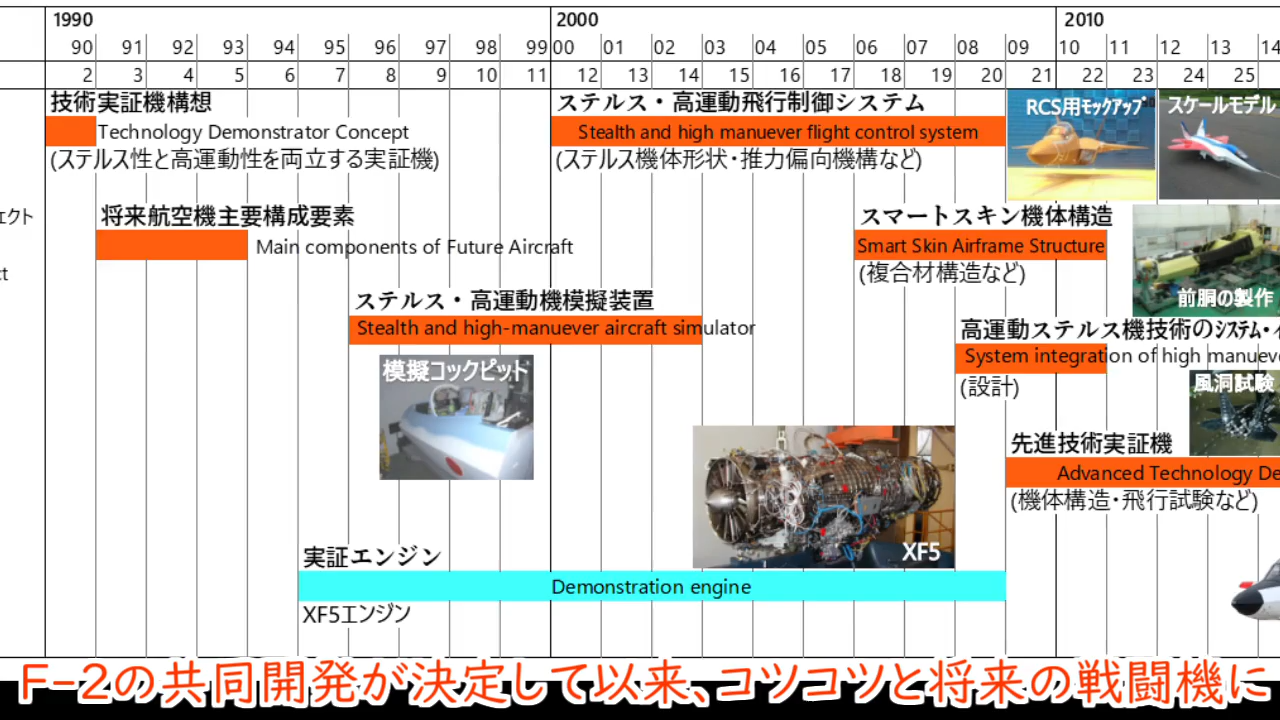 1990 2000 2010
90 91 92 93 94 95 96 97 98 99 00 01 02 03 04 05 06 07 08 09 10 11 12 13 14
2 3 4 5 6 7 8 9 10 11 12 13 14 15 16 17 18 19 20 21 22 23 24 25
技術実証機構想
Technology Demonstrator Concept
(ステルス性と高運動性を両立する実証機)
ステルス・高運動飛行制御システム
Stealth and high manuever flight control system
(ステルス機体形状・推力偏向機構など)
RCS用ﾓｯｸｱｯﾌﾟ
スケールモデル
ェクト
ct
将来航空機主要構成要素
Main components of Future Aircraft
スマートスキン機体構造
Smart Skin Airframe Structure
(複合材構造など)
前胴の製作
ステルス・高運動機模擬装置
Stealth and high-manuever aircraft simulator
模擬コックピット
高運動ステルス機技術のｼｽﾃﾑ・
System integration of high manueve
(設計)
風洞試験
先進技術実証機
Advanced Technology De
(機体構造・飛行試験など)
XF5
実証エンジン
Demonstration engine
XF5エンジン
F-2の共同開発が決定して以来、コツコツと将来の戦闘機に